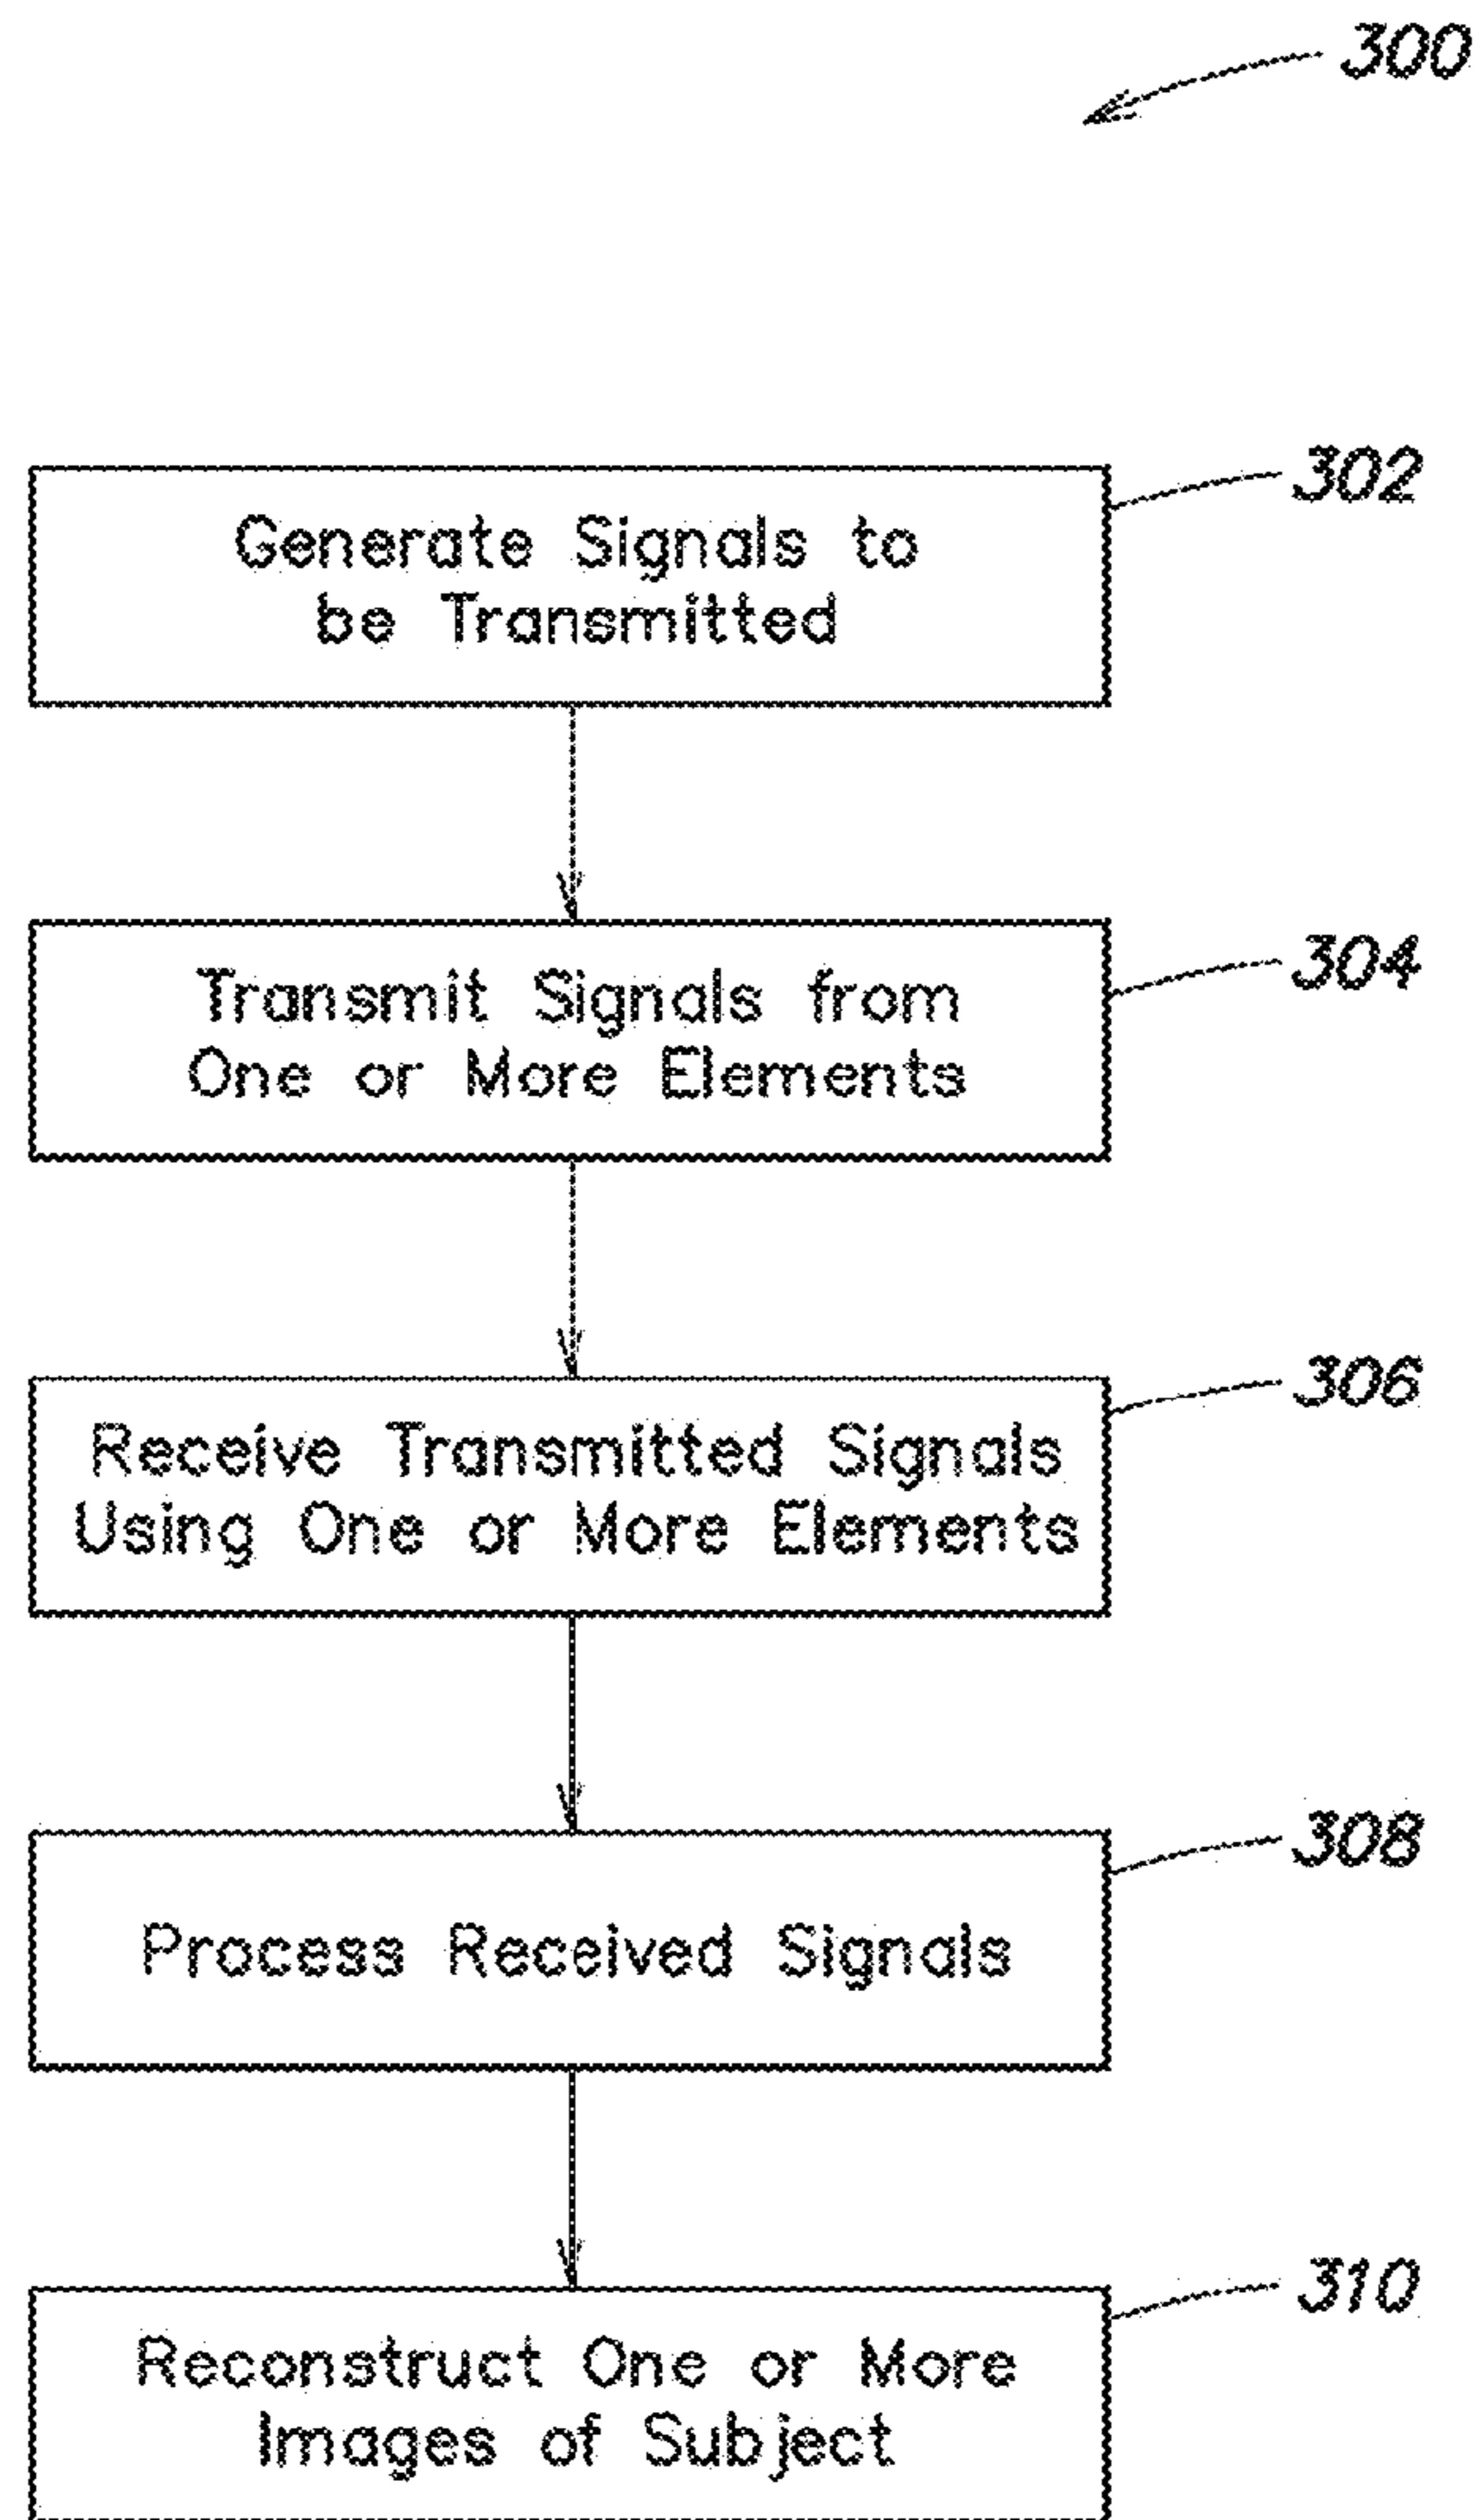 300
302
Generate Signals to
be Transmitted
304
Transmit Signals from
One or More Elements
306
Receive Transmitted Signals
Using One or More Elements
308
Process Received Signals
310
Reconstruct One or More
Images of Subject